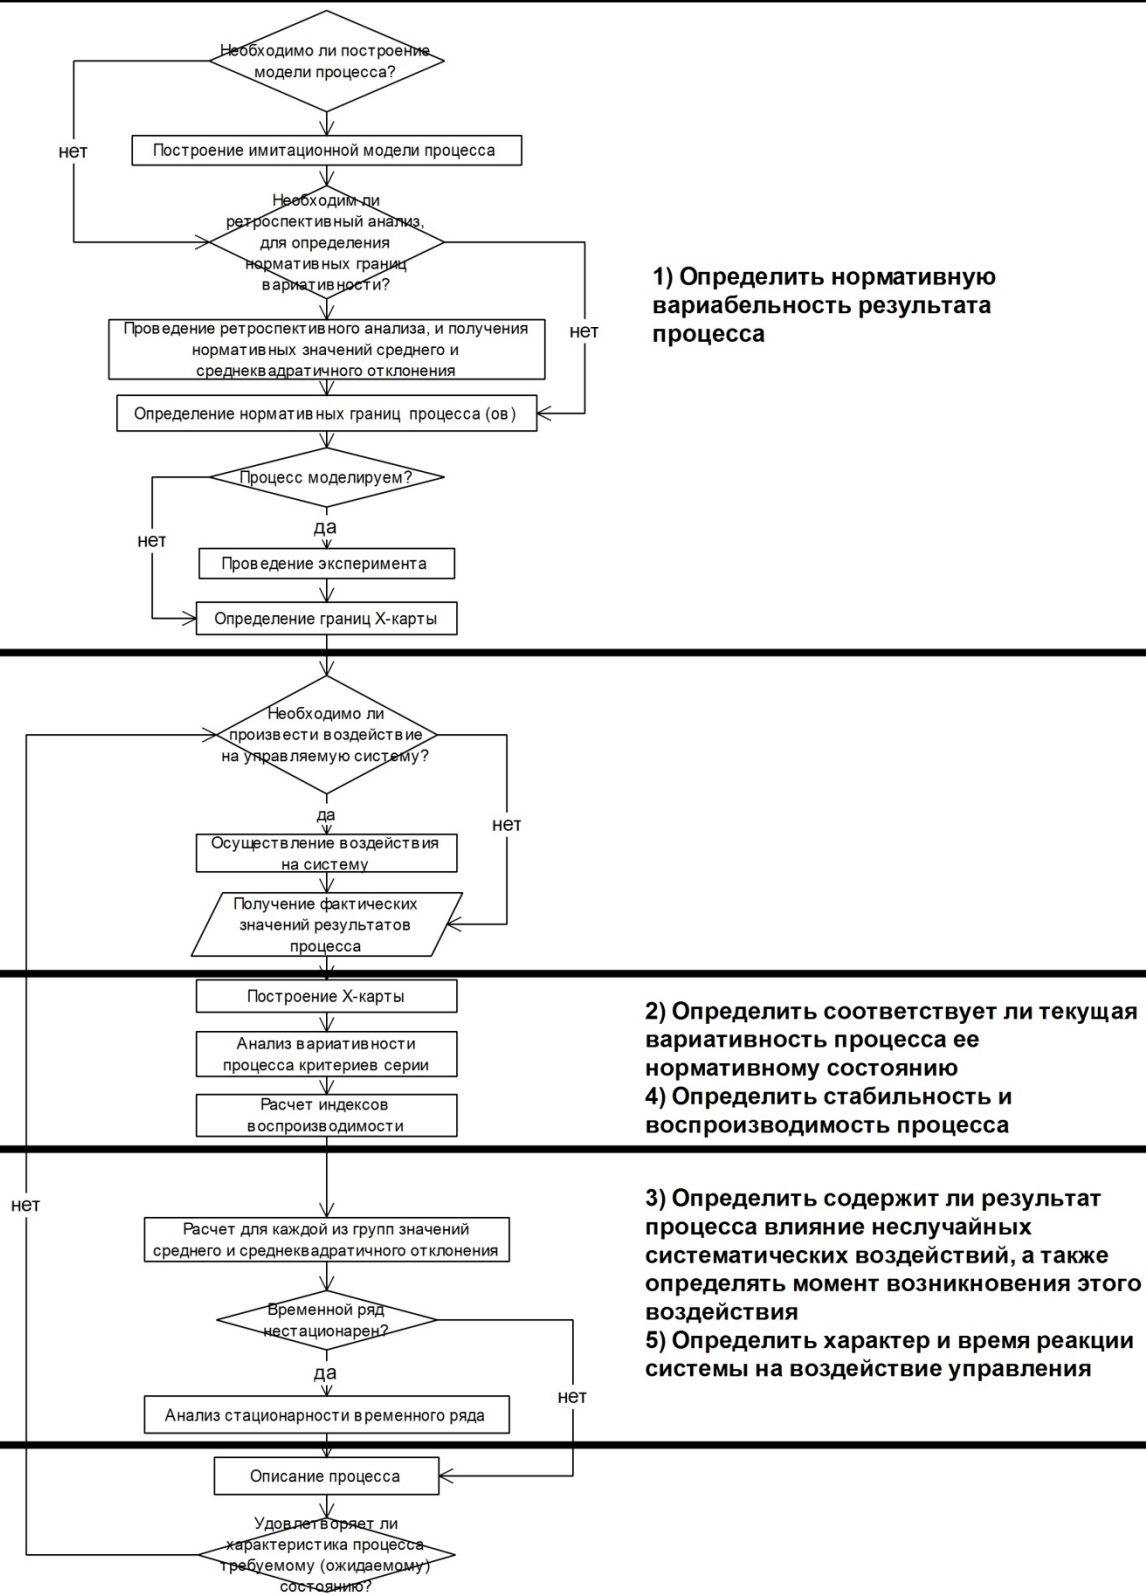 Необходимо ли построение
модели процесса?
нет
Построение имитационной модели процесса
Необходим ли
ретроспективный анализ,
для определения
нормативных границ
вариативности?
1) Определить нормативную
вариабельность результата
процесса
Проведение ретроспективного анализа, и получения
нормативных значений среднего и
среднеквадратичного отклонения
нет
Определение нормативных границ процесса (ов)
Процесс моделируем?
да
нет
Проведение эксперимента
Определение границ X-карты
Необходимо ли
произвести воздействие
на управляемую систему?
да
нет
Осуществление воздействия
на систему
Получение фактических
значений результатов
процесса
Построение X-карты
Анализ вариативности
процесса критериев серии
Расчет индексов
воспроизводимости
2) Определить соответствует ли текущая
вариативность процесса ее
нормативному состоянию
4) Определить стабильность и
воспроизводимость процесса
нет
Расчет для каждой из групп значений
среднего и среднеквадратичного отклонения
Временной ряд
нестационарен?
да
нет
Анализ стационарности временного ряда
3) Определить содержит ли результат
процесса влияние неслучайных
систематических воздействий, а также
определять момент возникновения этого
воздействия
5) Определить характер и время реакции
системы на воздействие управления
Описание процесса
Удовлетворяет ли
характеристика процесса
требуемому (ожидаемому)
состоянию?